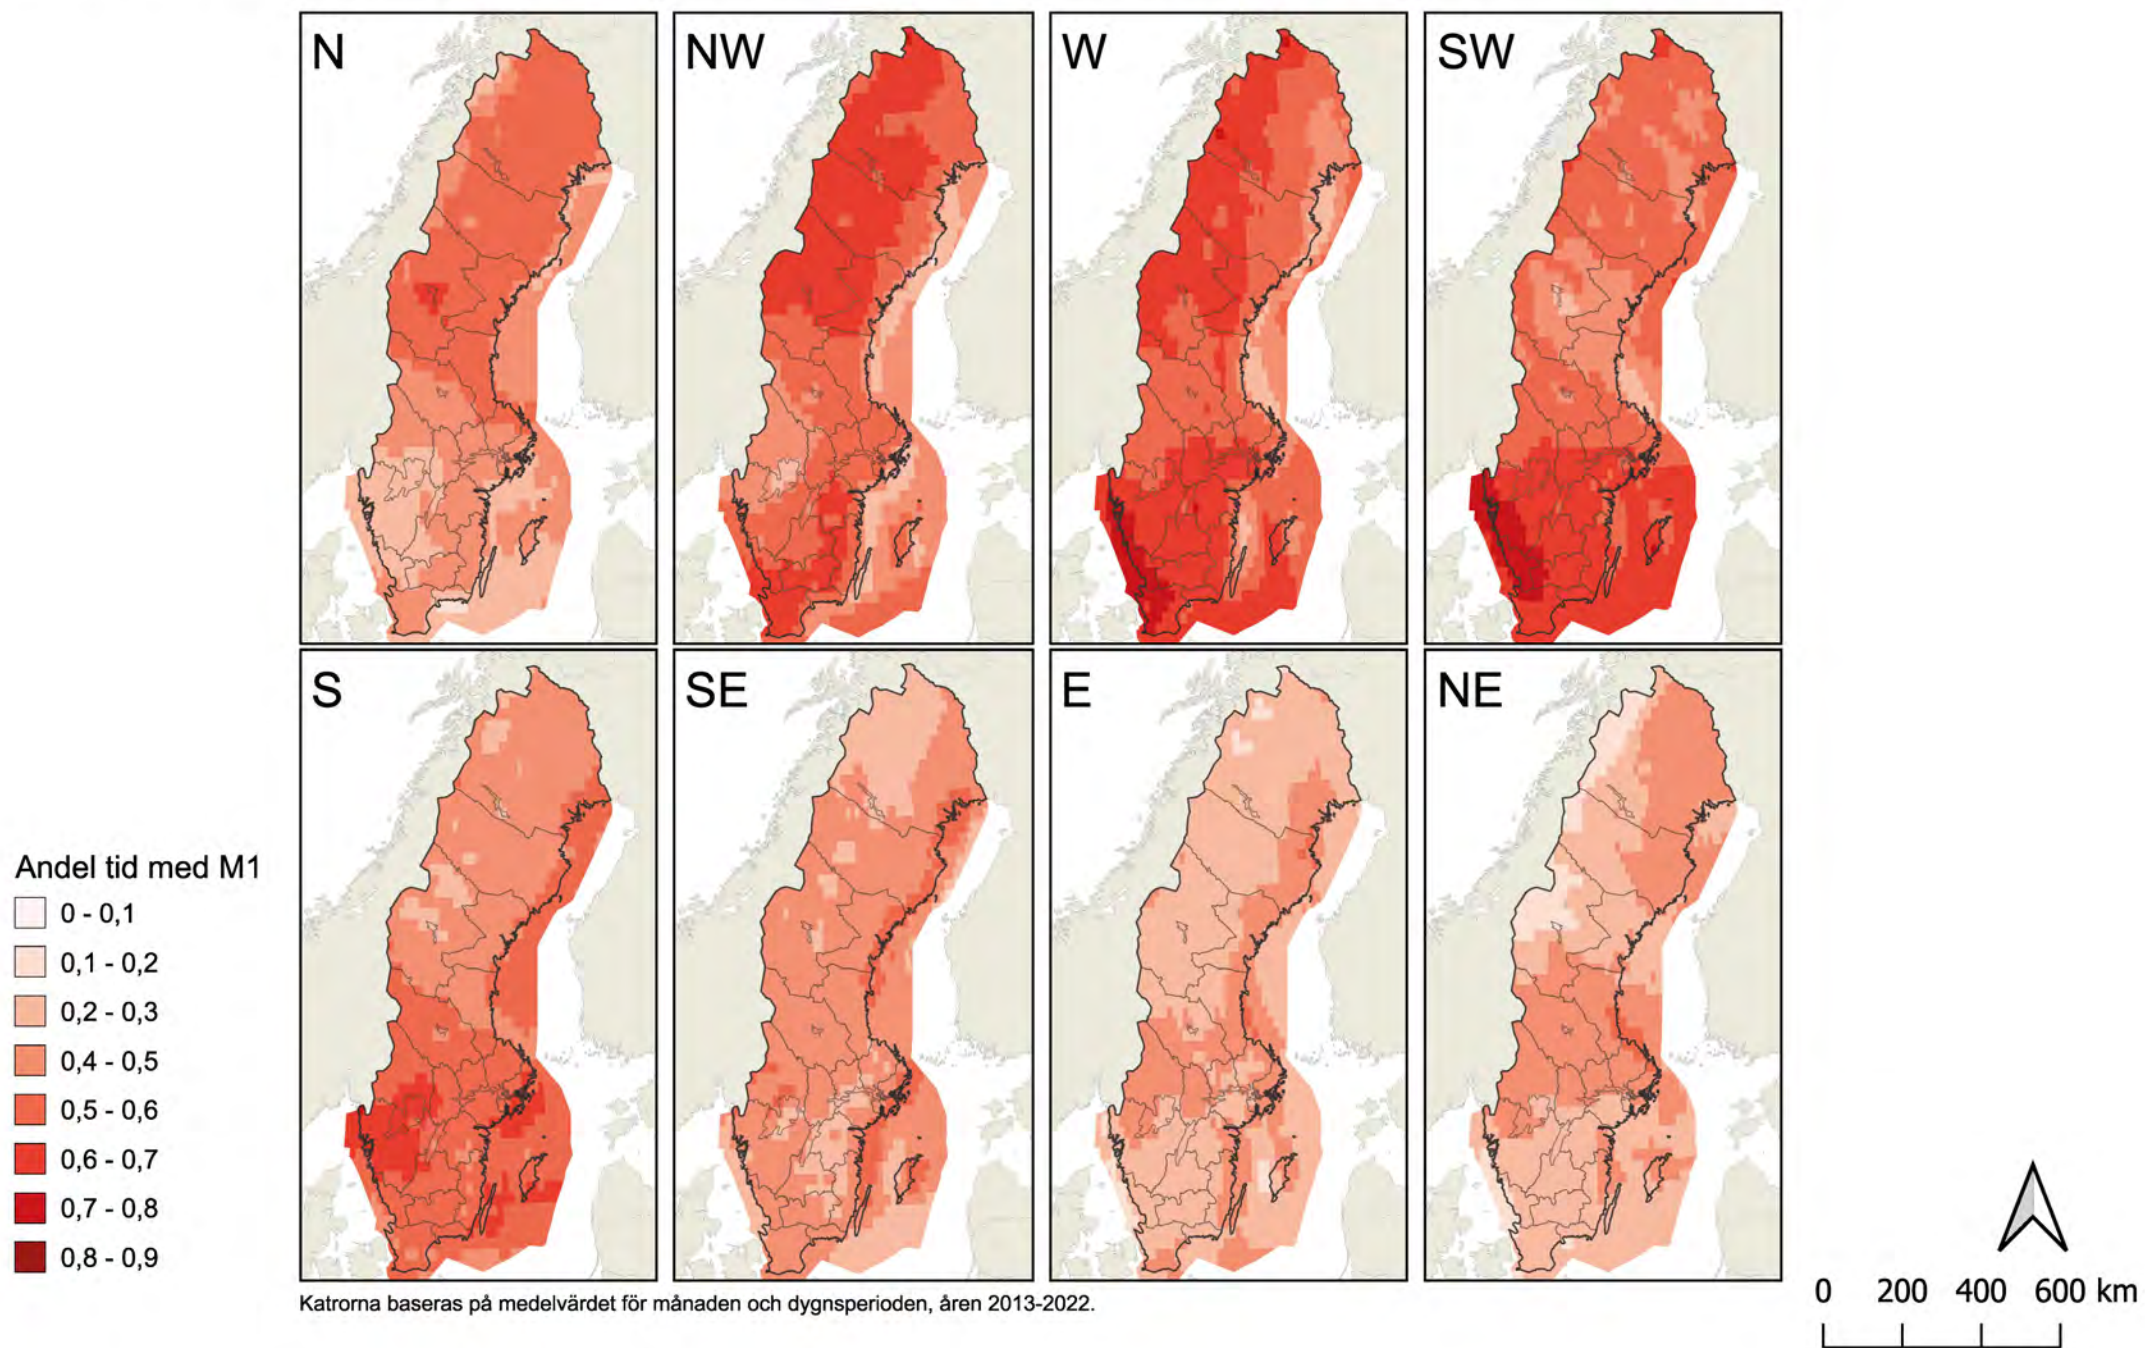 N
NW
W
SW
S
SE
E
NE
Andel tid med M1
0 - 0,1
0,1 - 0,2
0,2 - 0,3
0,4 - 0,5
0,5 - 0,6
0,6 - 0,7
0,7 - 0,8
0,8 - 0,9
Katrorna baseras på medelvärdet för månaden och dygnsperioden, åren 2013-2022.
0 200 400 600 km